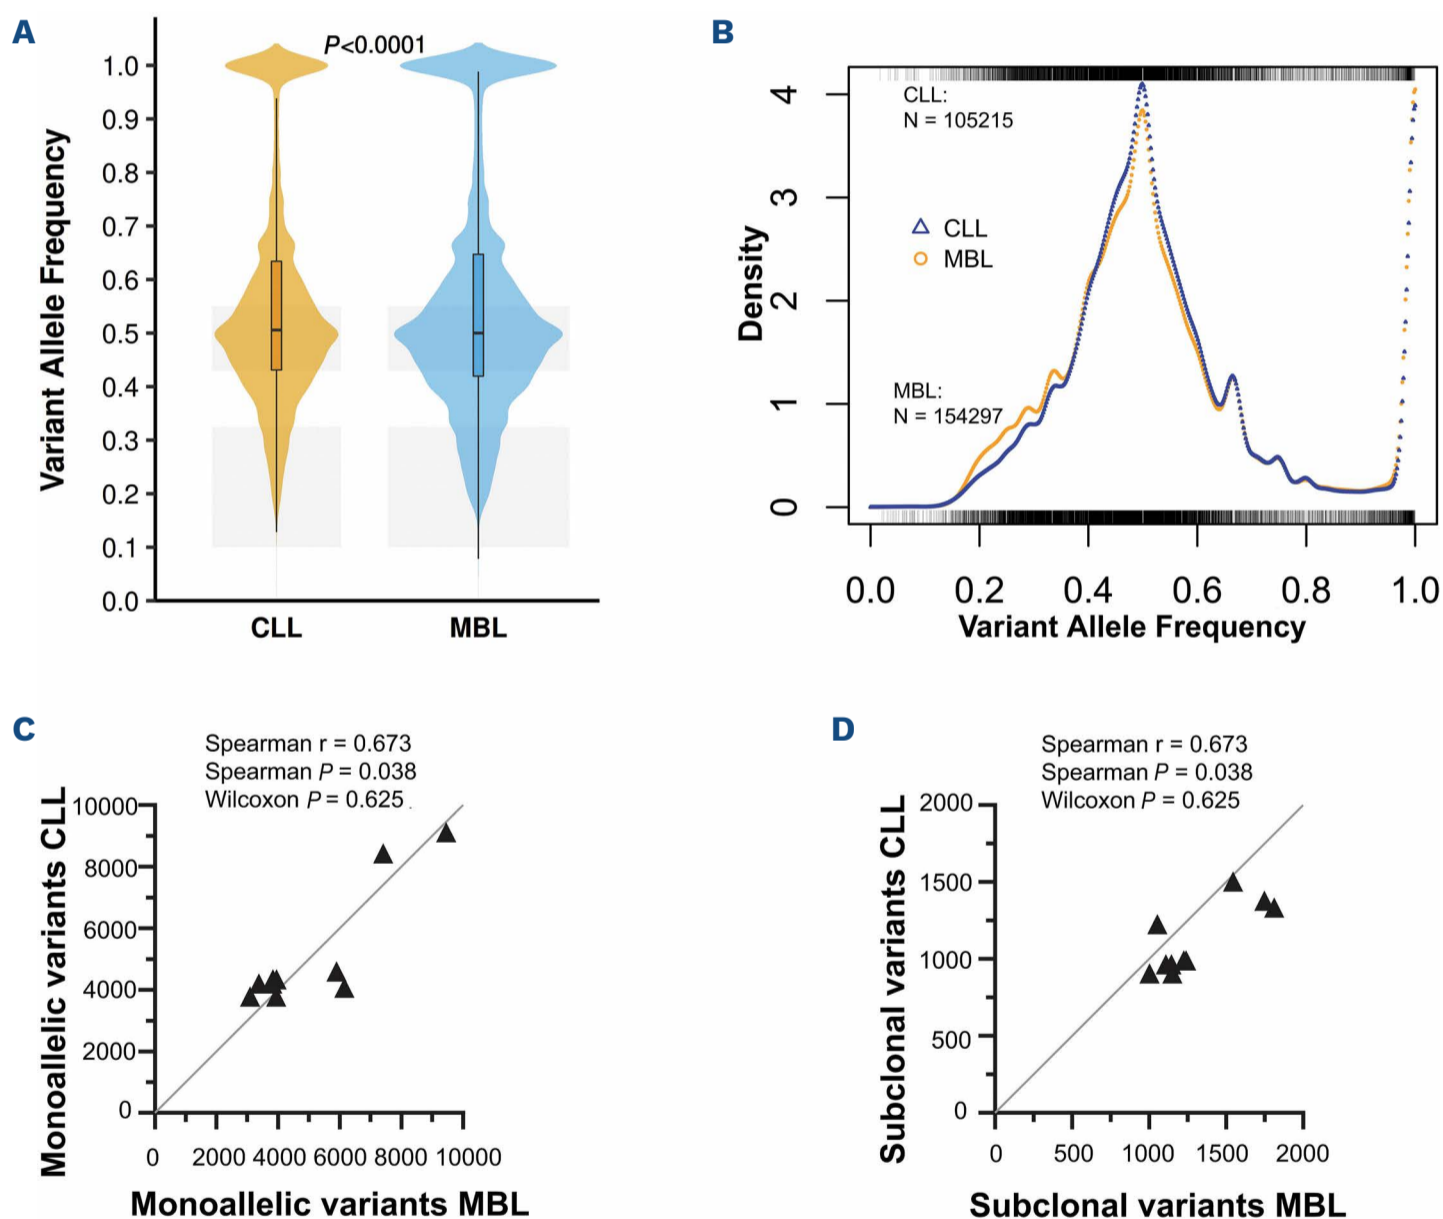 A
P<0.0001
Variant Allele Frequency
1.0
0.9
0.8
0.7
0.6
0.5
0.4
0.3
0.2
0.1
0.0
CLL MBL
B
CLL:
N = 105215
CLL
MBL
MBL:
N = 154297
Density
4
3
2
1
0
0.0 0.2 0.4 0.6 0.8 1.0
Variant Allele Frequency
C
Spearman r = 0.673
Spearman P = 0.038
Wilcoxon P = 0.625
Monoallelic variants CLL
10000
8000
6000
4000
2000
0
0 2000 4000 6000 8000 10000
Monoallelic variants MBL
D
Spearman r = 0.673
Spearman P = 0.038
Wilcoxon P = 0.625
Subclonal variants CLL
2000
1500
1000
500
0
0 500 1000 1500 2000
Subclonal variants MBL